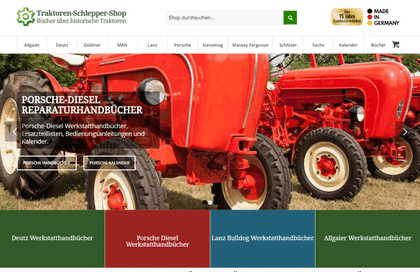 Traktoren-Schlepper-Shop
Bücher über historische Traktoren
Shop durchsuchen...
15 Jahre
MADE
IN
GERMANY
Allgaier
Deutz
Güldner
MAN
Lanz
Porsche
Hanomag
Massey Ferguson
Schlüter
Sachs
Kalender
Bücher
PORSCHE-DIESEL
REPARATURHANDBÜCHER
Porsche-Diesel Werkstatthandbücher,
Ersatzteillisten, Bedienungsanleitungen und
Kalender.
PORSCHE HANDBÜCHER
PORSCHE KALENDER
Deutz Werkstatthandbücher
Porsche Diesel
Werkstatthandbücher
Lanz Bulldog Werkstatthandbücher
Allgaier Werkstatthandbücher